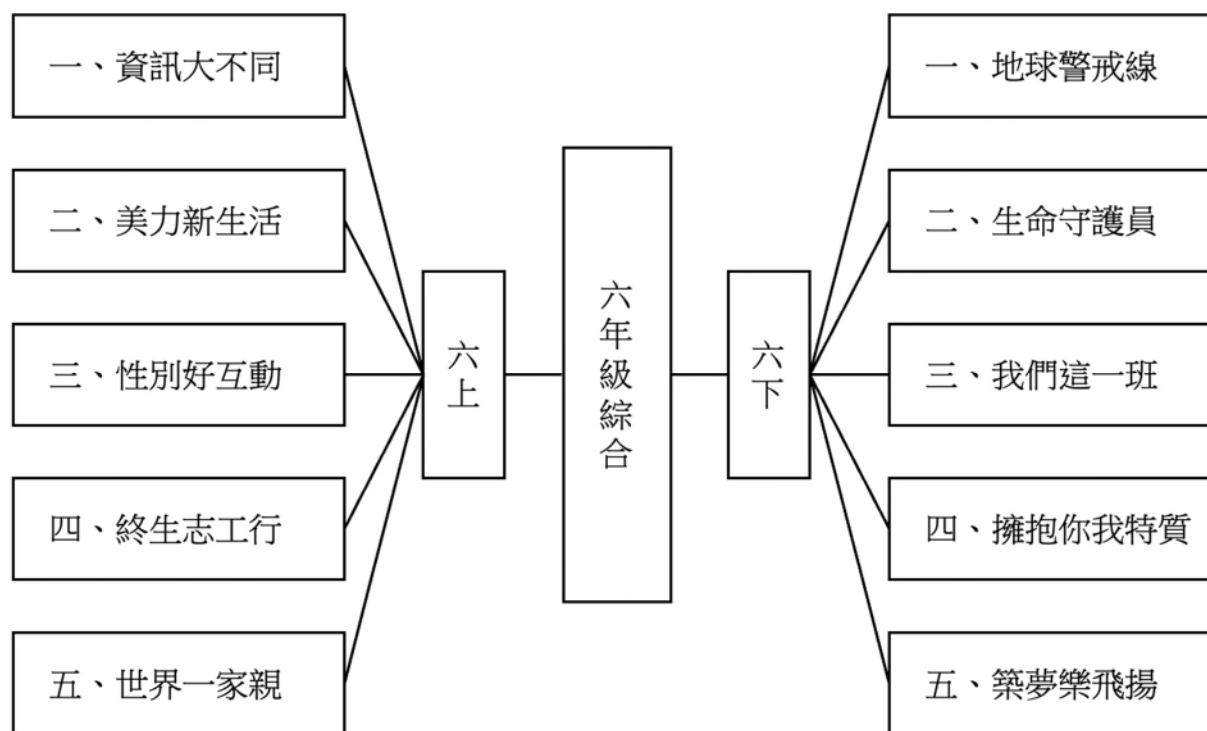 一、資訊大不同
二、美力新生活
三、性別好互動
四、終生志工行
五、世界一家親
六上
六年級綜合
六下
一、地球警戒線
二、生命守護員
三、我們這一班
四、擁抱你我特質
五、築夢樂飛揚